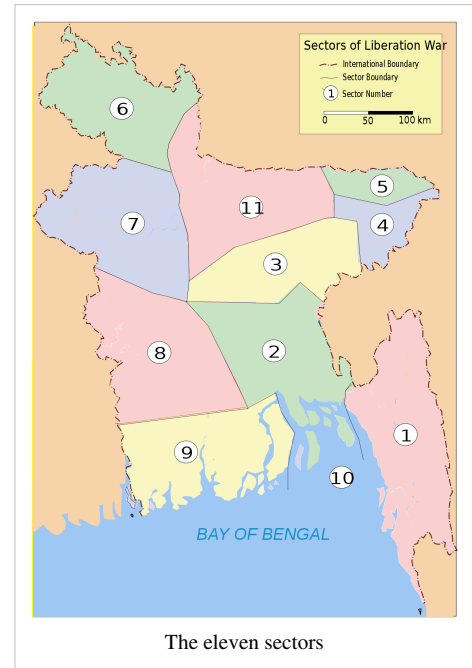 Sectors of Liberation War
International Boundary
Sector Boundary
1 Sector Number
0 50 100 km
6
5
11
7
4
3
2
8
1
9
10
BAY OF BENGAL
The eleven sectors